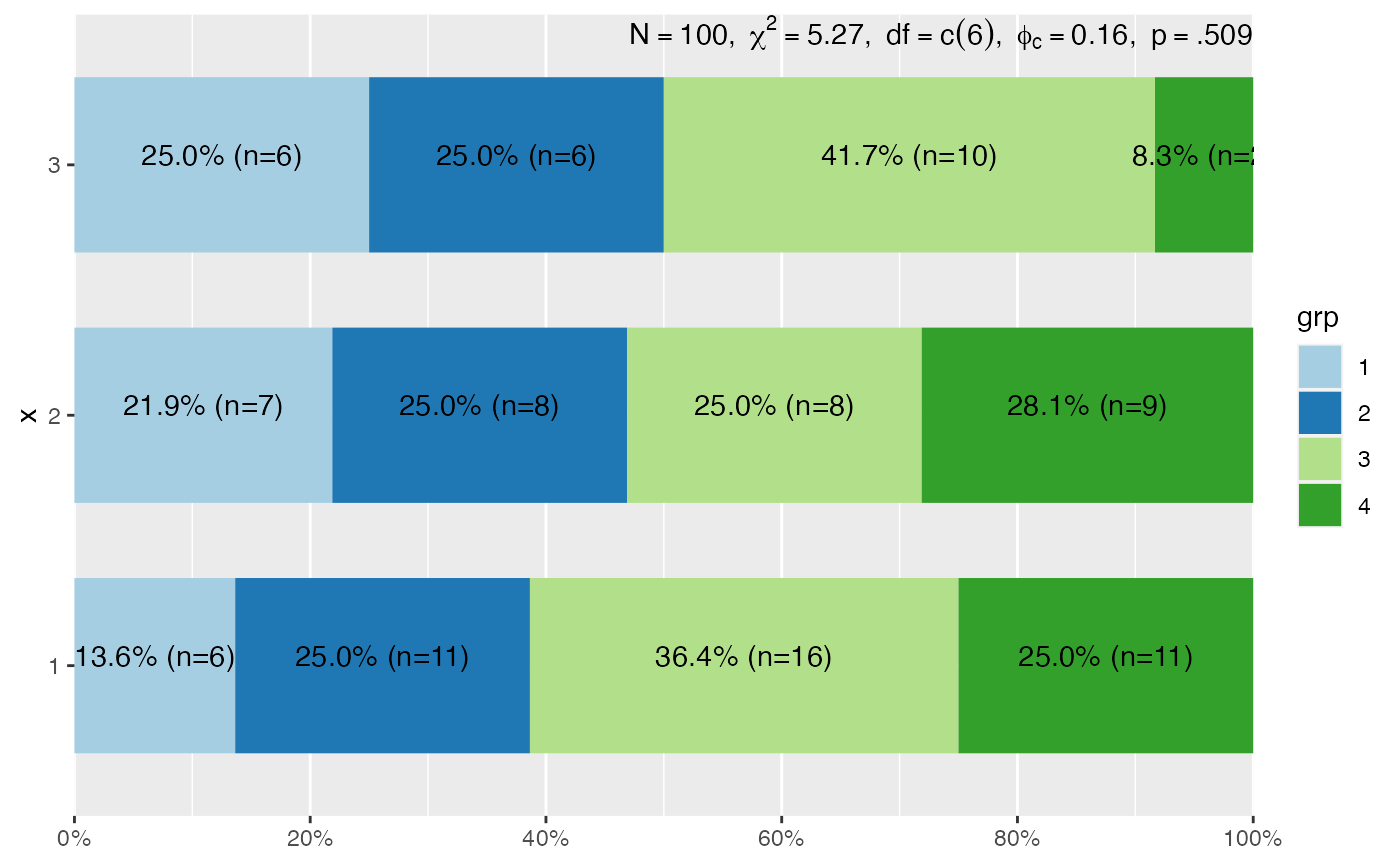 N = 100, χ² = 5.27, df = c(6), ϕc = 0.16, p = .509
3
25.0% (n=6) 25.0% (n=6) 41.7% (n=10) 8.3% (n=2
x
2
21.9% (n=7) 25.0% (n=8) 25.0% (n=8) 28.1% (n=9)
1
13.6% (n=6) 25.0% (n=11) 36.4% (n=16) 25.0% (n=11)
0% 20% 40% 60% 80% 100%
grp
1
2
3
4